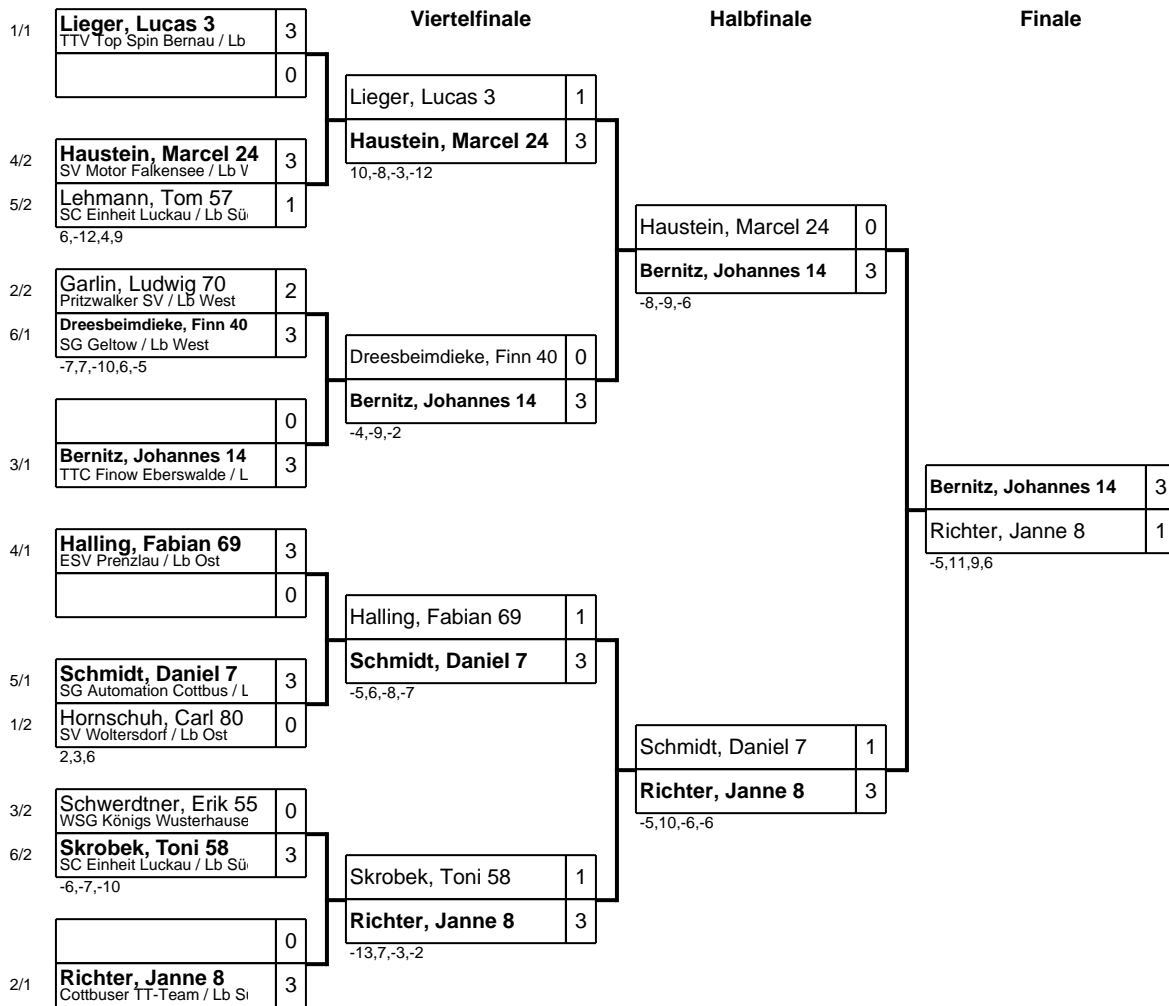 Viertelfinale
Halbfinale
Finale
1/1
Lieger, Lucas 3
3
TTV Top Spin Bernau / Lb
0
4/2
Haustein, Marcel 24
3
SV Motor Falkensee / Lb
5/2
Lehmann, Tom 57
1
SC Einheit Luckau / Lb
6,-12,4,9
2/2
Garlin, Ludwig 70
2
Pritzwalker SV / Lb West
6/1
Dreesbeimdieke, Finn 40
3
SG Geltow / Lb West
-7,7,-10,6,-5
0
3/1
Bernitz, Johannes 14
3
TTC Finow Eberswalde / L
4/1
Halling, Fabian 69
3
ESV Prenzlau / Lb Ost
0
5/1
Schmidt, Daniel 7
3
SG Automation Cottbus / L
1/2
Hornschuh, Carl 80
0
SV Woltersdorf / Lb Ost
2,3,6
3/2
Schwerdtner, Erik 55
0
WSG Königs Wusterhause
6/2
Skrobek, Toni 58
3
SC Einheit Luckau / Lb
-6,-7,-10
0
2/1
Richter, Janne 8
3
Cottbuser TT-Team / Lb
Lieger, Lucas 3
1
Haustein, Marcel 24
3
10,-8,-3,-12
Dreesbeimdieke, Finn 40
0
Bernitz, Johannes 14
3
-4,-9,-2
Halling, Fabian 69
1
Schmidt, Daniel 7
3
-5,6,-8,-7
Skrobek, Toni 58
1
Richter, Janne 8
3
-13,7,-3,-2
Haustein, Marcel 24
0
Bernitz, Johannes 14
3
-8,-9,-6
Schmidt, Daniel 7
1
Richter, Janne 8
3
-5,10,-6,-6
Bernitz, Johannes 14
3
Richter, Janne 8
1
-5,11,9,6